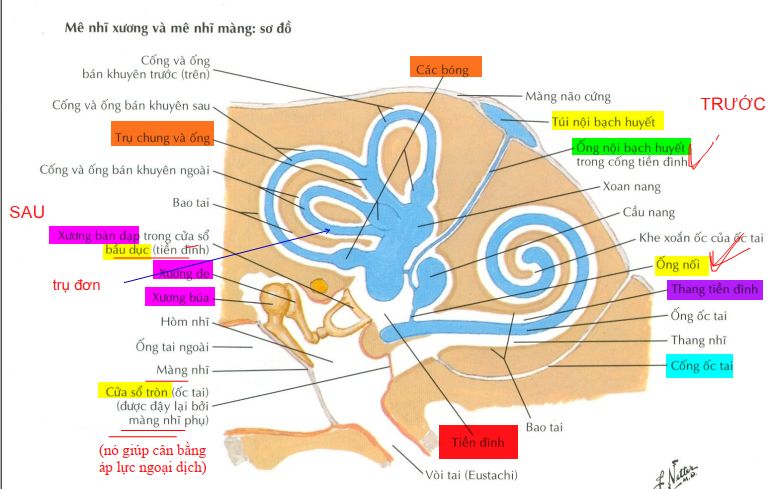 Mê nhĩ xương và mê nhĩ màng: sơ đồ
Cống và ống
bán khuyên trước (trên)
Cống và ống bán khuyên sau
Trụ chung và ống
Cống và ống bán khuyên ngoài
Bao tai
SAU
Xương bàn đạp trong cửa sổ
bầu dục (tiền đình)
Xương đe
trụ đơn
Xương búa
Hòm nhĩ
Ống tai ngoài
Màng nhĩ
Cửa sổ tròn (ốc tai)
(được đậy lại bởi
màng nhĩ phụ)
(nó giúp cân bằng
áp lực ngoại dịch)
Các bóng
Màng não cứng
TRƯỚC
Túi nội bạch huyết
Ống nội bạch huyết
trong cống tiền đình
Xoan nang
Cầu nang
Khe xoắn ốc của ốc tai
Ống nối
Thang tiền đình
Ống ốc tai
Thang nhĩ
Cống ốc tai
Bao tai
Tiền đình
Vòi tai (Eustachi)
F. Netter
M.D.